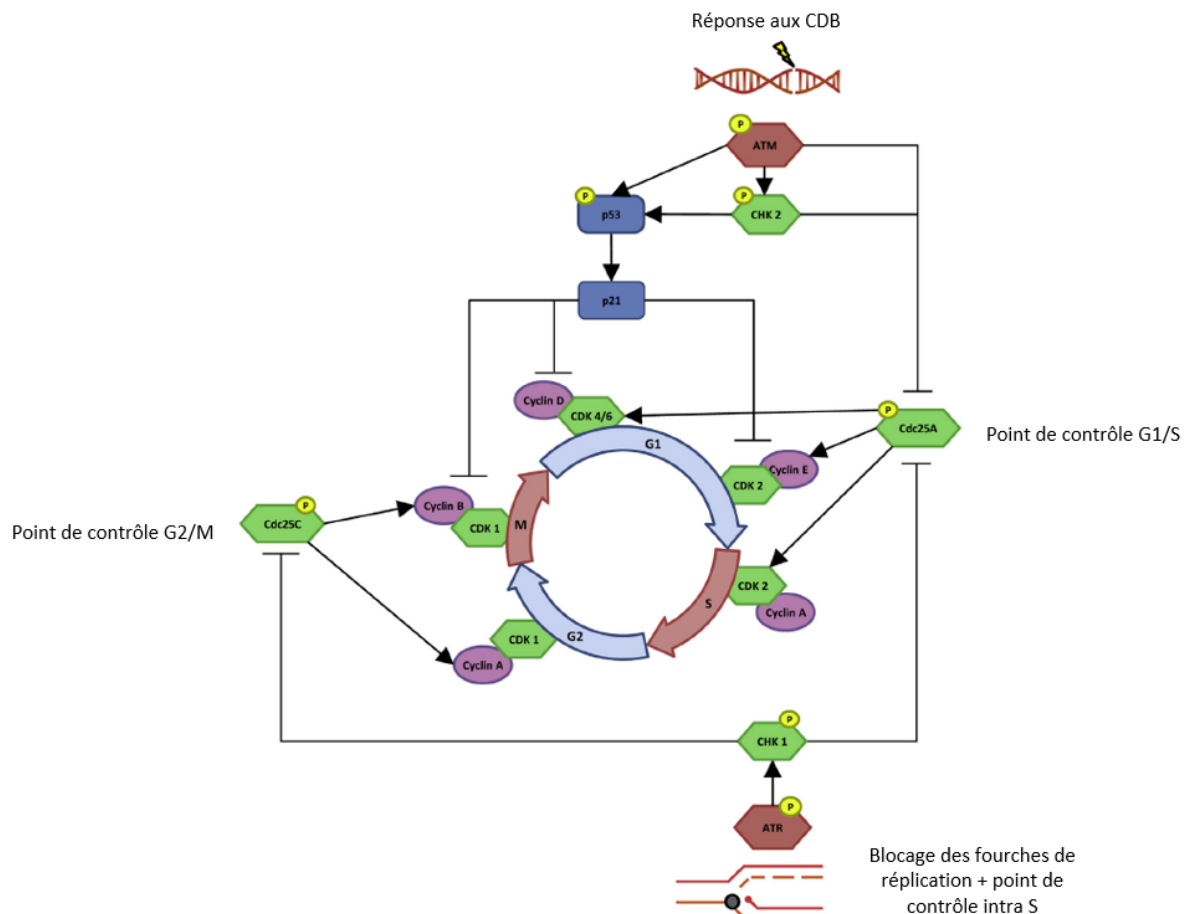 Réponse aux CDB
P
ATM
P
p53
P
CHK 2
p21
Cyclin D
CDK 4/6
P
Cdc25A
Point de contrôle G1/S
G1
Cyclin E
CDK 2
Cyclin B
CDK 1
M
P
Cdc25C
Point de contrôle G2/M
CDK 2
Cyclin A
S
G2
CDK 1
Cyclin A
P
CHK 1
P
ATR
Blocage des fourches de
réplication + point de
contrôle intra S